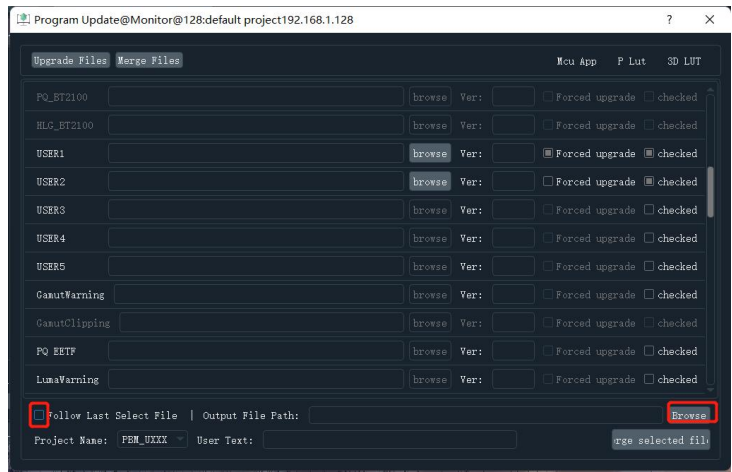 Program Update@Monitor@128:default project192.168.1.128 ? ×
Upgrade Files Merge Files Mcu App P Lut 3D LUT
PQ_BT2100 browse Ver: Forced upgrade checked
HLG_BT2100 browse Ver: Forced upgrade checked
USER1 browse Ver: Forced upgrade checked
USER2 browse Ver: Forced upgrade checked
USER3 browse Ver: Forced upgrade checked
USER4 browse Ver: Forced upgrade checked
USER5 browse Ver: Forced upgrade checked
GamutWarning browse Ver: Forced upgrade checked
GamutClipping browse Ver: Forced upgrade checked
PQ EETF browse Ver: Forced upgrade checked
LumaWarning browse Ver: Forced upgrade checked
Follow Last Select File | Output File Path: Browse
Project Name: PBM_UXXX User Text: rge selected fil